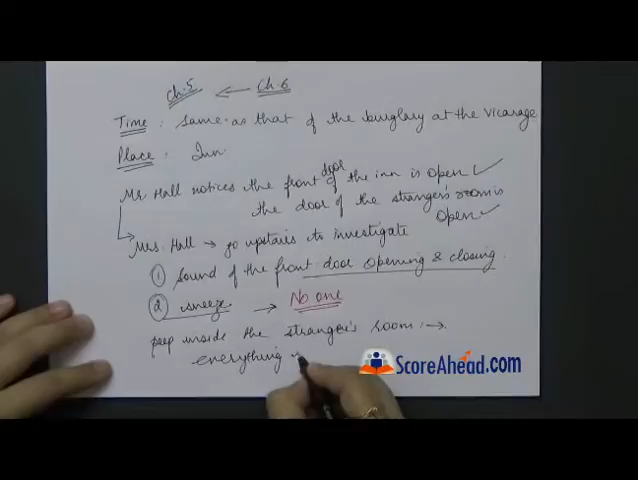 Ch.5 ← Ch.6
Time: Same as that of the burglary at the Vicarage
Place: Inn.
Mr Hall notices the front door of the inn is open ✓
the door of the stranger's room is
open ✓
Mrs. Hall → go upstairs to investigate
① Sound of the front door opening & closing.
② sneeze. → No one
peep inside the stranger's room: →
everything
ScoreAhead.com